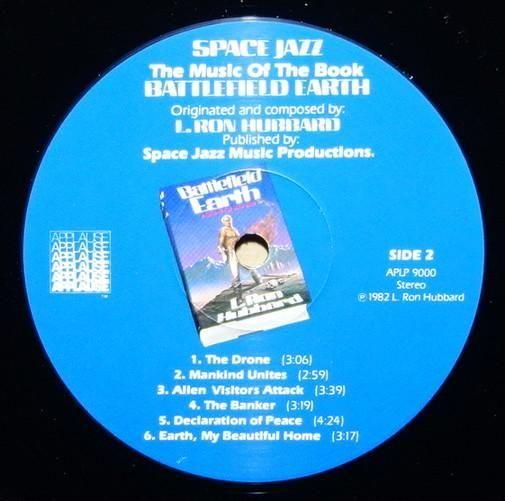 SPACE JAZZ
The Music Of The Book
BATTLEFIELD EARTH
Originated and composed by:
L. RON HUBBARD
Published by:
Space Jazz Music Productions.
Battlefield
Earth
L. Ron
Hubbard
APPLAUSE
APPLAUSE
APPLAUSE
APPLAUSE
APPLAUSE
APPLAUSE
TM
SIDE 2
APLP 9000
Stereo
℗ 1982 L. Ron Hubbard
1. The Drone (3:06)
2. Mankind Unites (2:59)
3. Alien Visitors Attack (3:39)
4. The Banker (3:19)
5. Declaration of Peace (4:24)
6. Earth, My Beautiful Home (3:17)